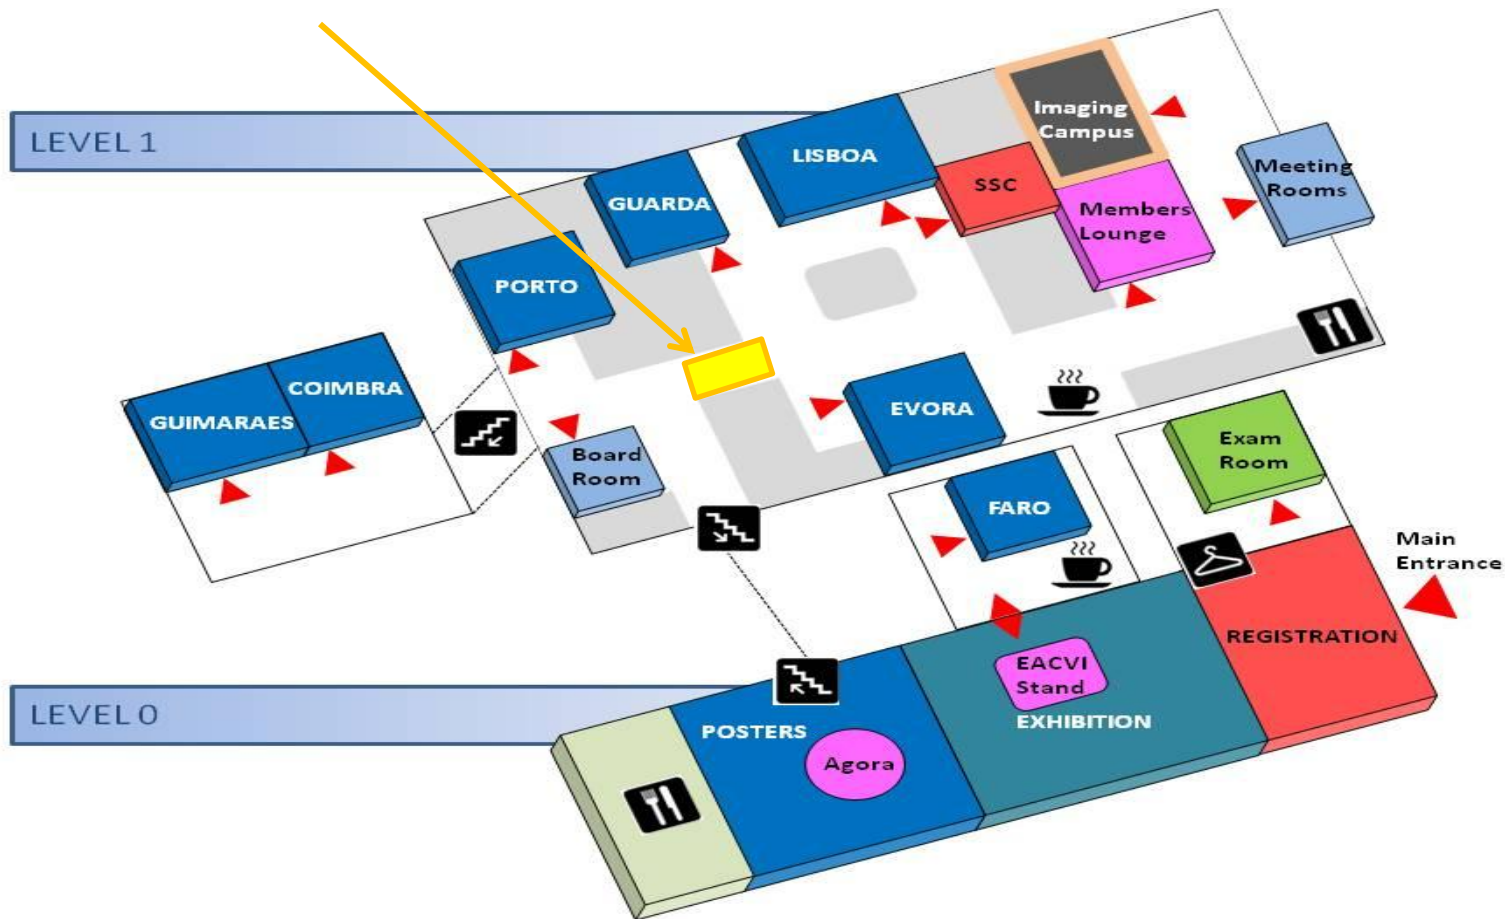 LEVEL 1
Imaging
Campus
LISBOA
SSC
Meeting
Rooms
GUARDA
Members
Lounge
PORTO
COIMBRA
GUIMARAES
EVORA
Board
Room
Exam
Room
FARO
Main
Entrance
REGISTRATION
LEVEL 0
EACVI
Stand
EXHIBITION
POSTERS
Agora